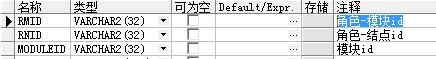 名称 类型 可为空 Default/Expr. 存储 注释
RMID VARCHAR2(32) ... 角色-模块id
RNID VARCHAR2(32) ... 角色-结点id
MODULEID VARCHAR2(32) ... 模块id